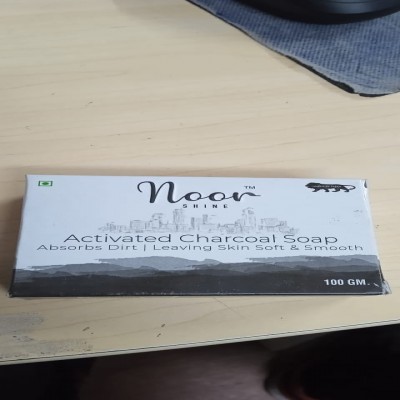 Noor™
SHINE
Activated Charcoal Soap
Absorbs Dirt | Leaving Skin Soft & Smooth
100 GM.